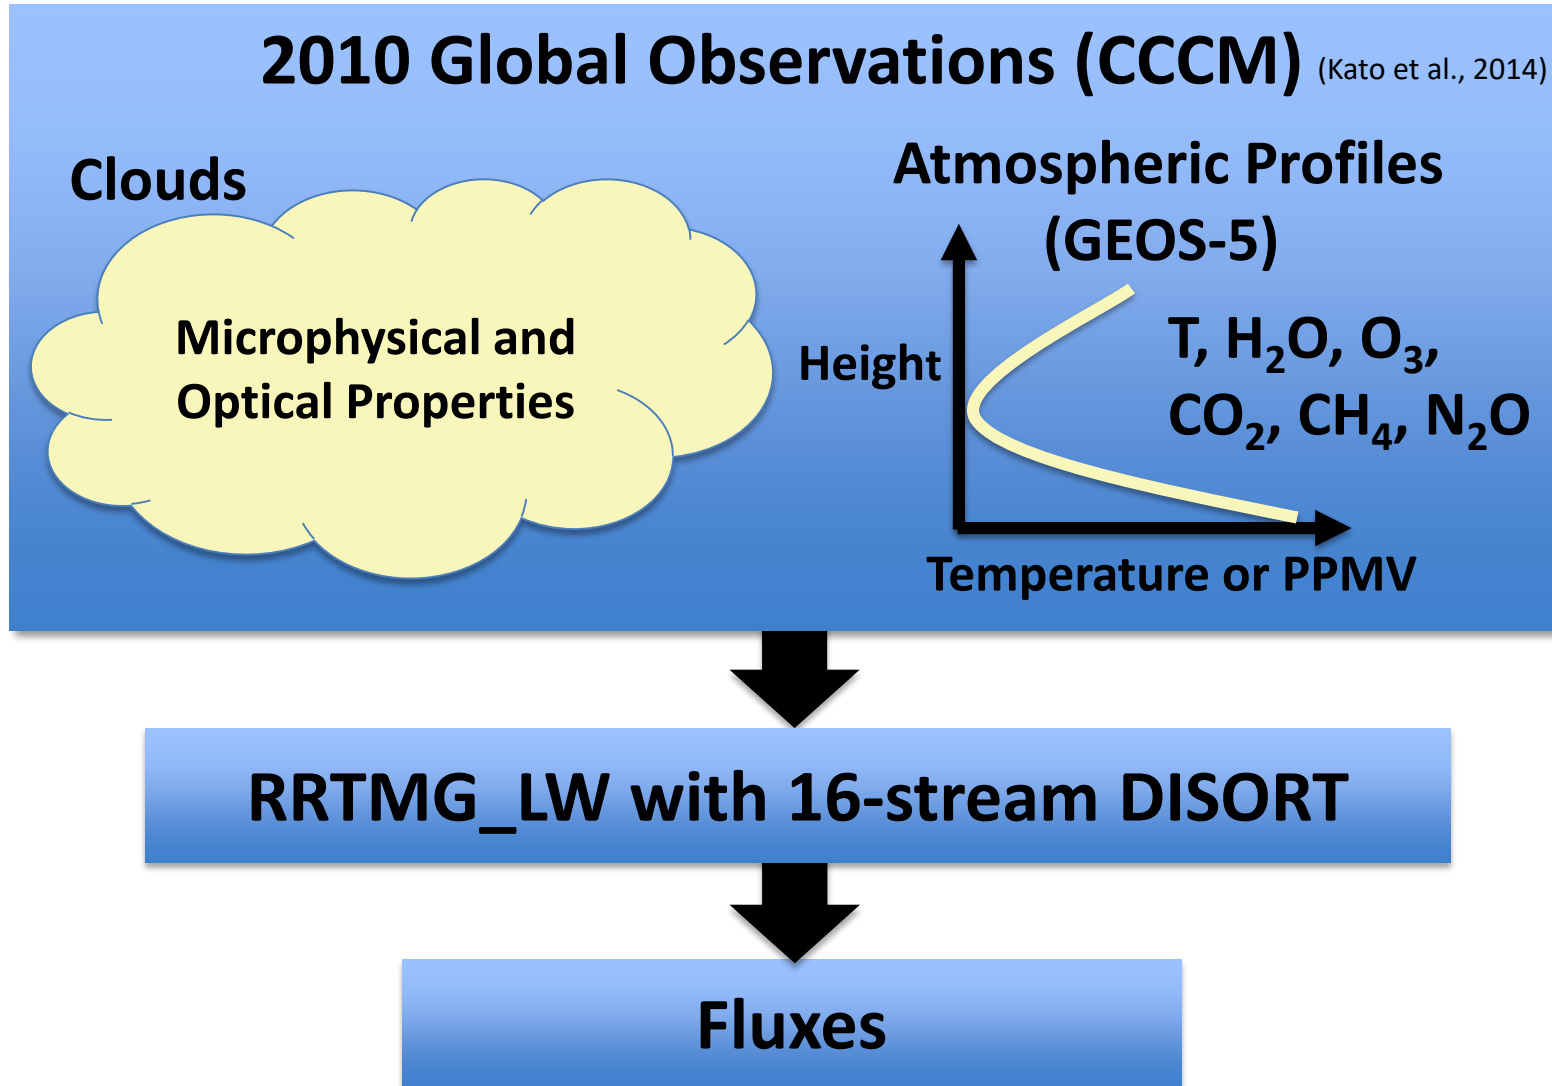 2010 Global Observations (CCCM) (Kato et al., 2014)
Clouds
Microphysical and
Optical Properties
Atmospheric Profiles
(GEOS-5)
Height
T, H₂O, O₃,
CO₂, CH₄, N₂O
Temperature or PPMV
RRTMG_LW with 16-stream DISORT
Fluxes